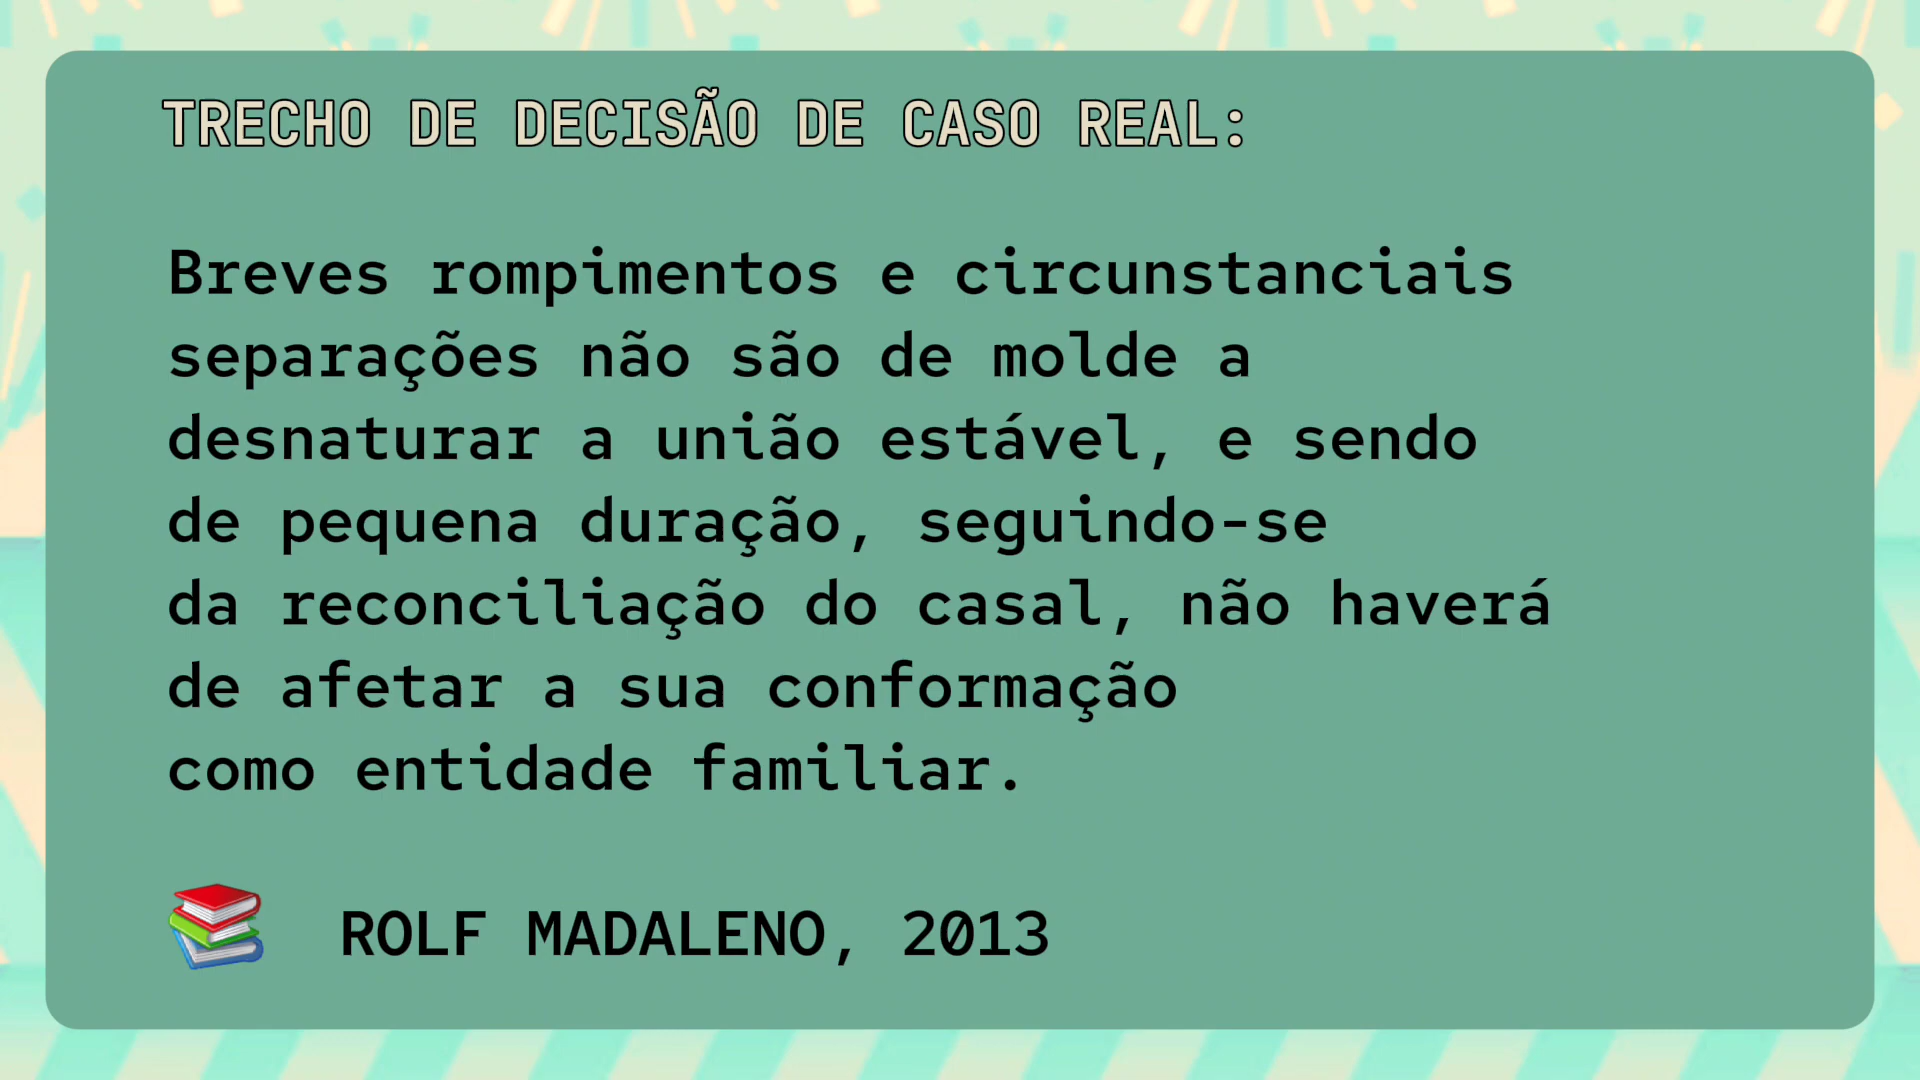 TRECHO DE DECISÃO DE CASO REAL:
Breves rompimentos e circunstanciais
separações não são de molde a
desnaturar a união estável, e sendo
de pequena duração, seguindo-se
da reconciliação do casal, não haverá
de afetar a sua conformação
como entidade familiar.
ROLF MADALENO, 2013